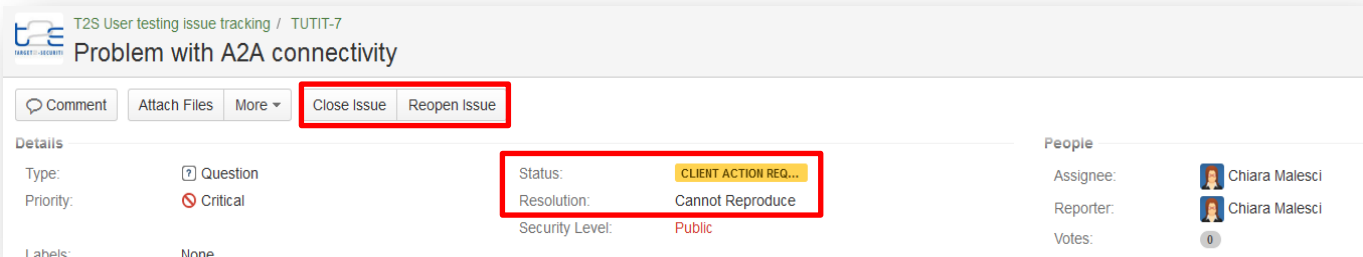 T2S User testing issue tracking / TUTIT-7
Problem with A2A connectivity
Comment Attach Files More Close Issue Reopen Issue
Details
People
Type: Question
Status: CLIENT ACTION REQ...
Assignee: Chiara Malesci
Priority: Critical
Resolution: Cannot Reproduce
Reporter: Chiara Malesci
Security Level: Public
Votes: 0
Labels: None